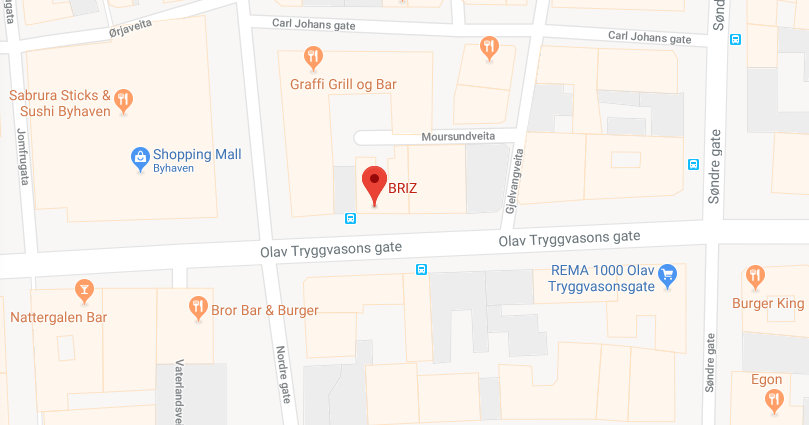 Carl Johans gate
Søndre
Ørjaveita
Carl Johans gate
Graffi Grill og Bar
Sabrura Sticks &
Sushi Byhaven
Jomfrugata
Moursundveita
Shopping Mall
Byhaven
Gjelvangveita
Søndre gate
BRIZ
Olav Tryggvasons gate
Olav Tryggvasons gate
REMA 1000 Olav
Tryggvasonsgate
Burger King
Nattergalen Bar
Bror Bar & Burger
Nordre gate
Vaterlandsvei
Søndre gate
Egon